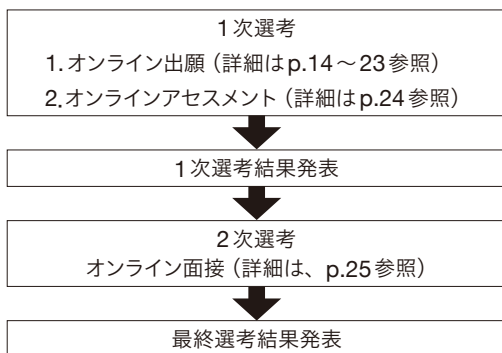 1次選考
1.オンライン出願(詳細はp.14〜23参照)
2.オンラインアセスメント(詳細はp.24参照)
1次選考結果発表
2次選考
オンライン面接(詳細は、p.25参照)
最終選考結果発表